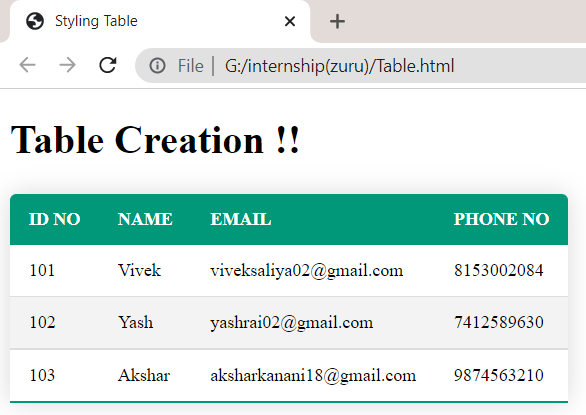 Styling Table
File | G:/internship(zuru)/Table.html
Table Creation !!
ID NO NAME EMAIL PHONE NO
101 Vivek viveksaliya02@gmail.com 8153002084
102 Yash yashrai02@gmail.com 7412589630
103 Akshar aksharkanani18@gmail.com 9874563210